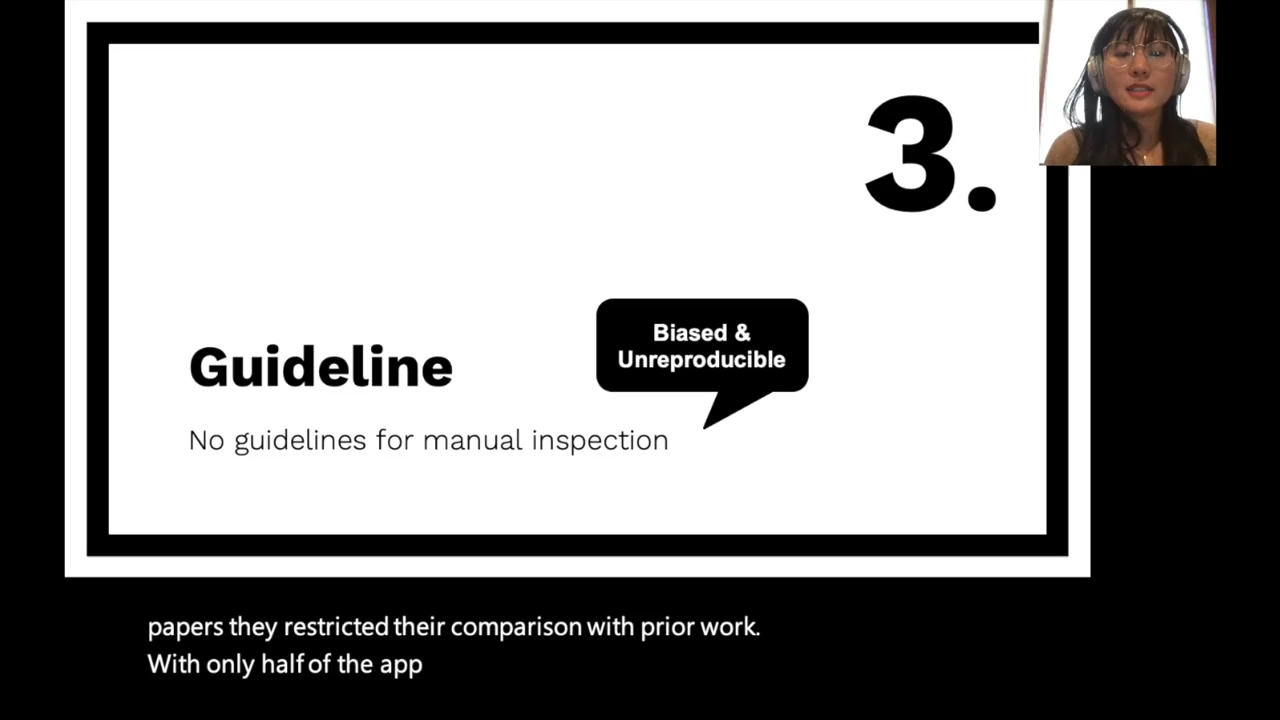 3.
Biased &
Unreproducible
Guideline
No guidelines for manual inspection
papers they restricted their comparison with prior work.
With only half of the app